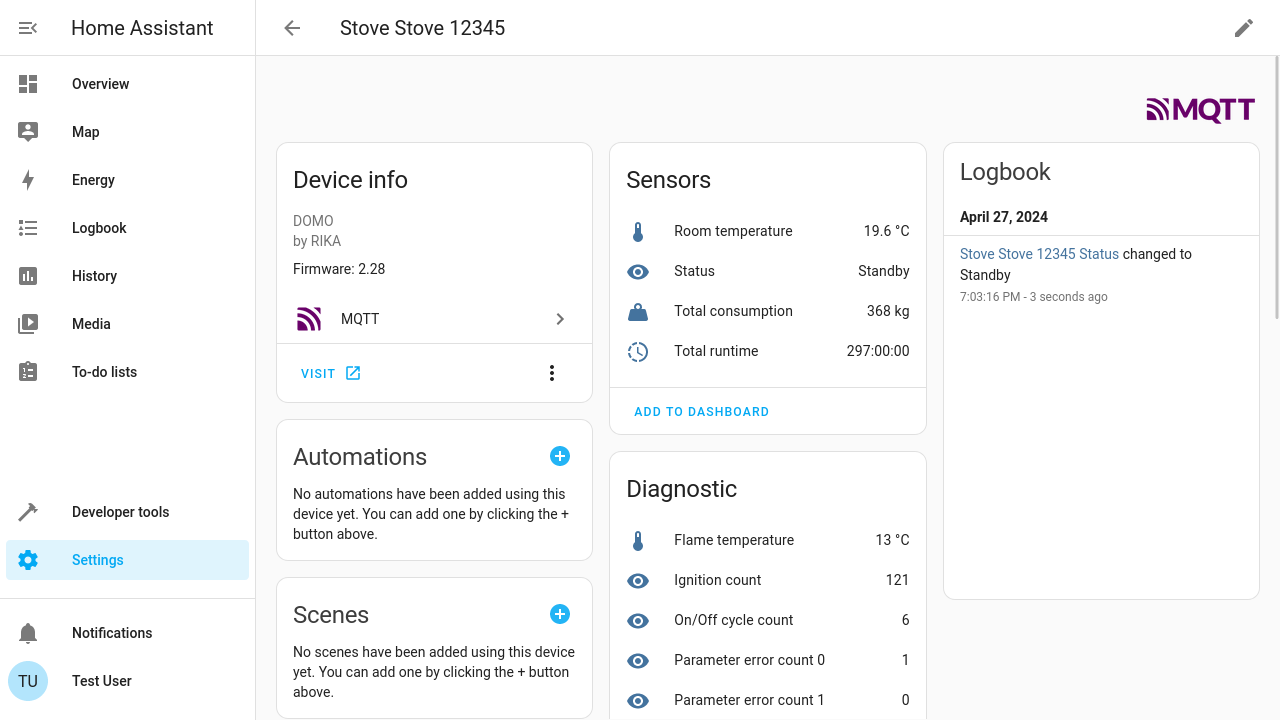 Home Assistant
Overview
Map
Energy
Logbook
History
Media
To-do lists
Developer tools
Settings
Notifications
TU
Test User
Stove Stove 12345
MQTT
Device info
DOMO
by RIKA
Firmware: 2.28
MQTT
VISIT
Automations
No automations have been added using this
device yet. You can add one by clicking the +
button above.
Scenes
No scenes have been added using this device
yet. You can add one by clicking the + button
above.
Sensors
Room temperature 19.6 °C
Status Standby
Total consumption 368 kg
Total runtime 297:00:00
ADD TO DASHBOARD
Diagnostic
Flame temperature 13 °C
Ignition count 121
On/Off cycle count 6
Parameter error count 0 1
Parameter error count 1 0
Logbook
April 27, 2024
Stove Stove 12345 Status changed to
Standby
7:03:16 PM - 3 seconds ago